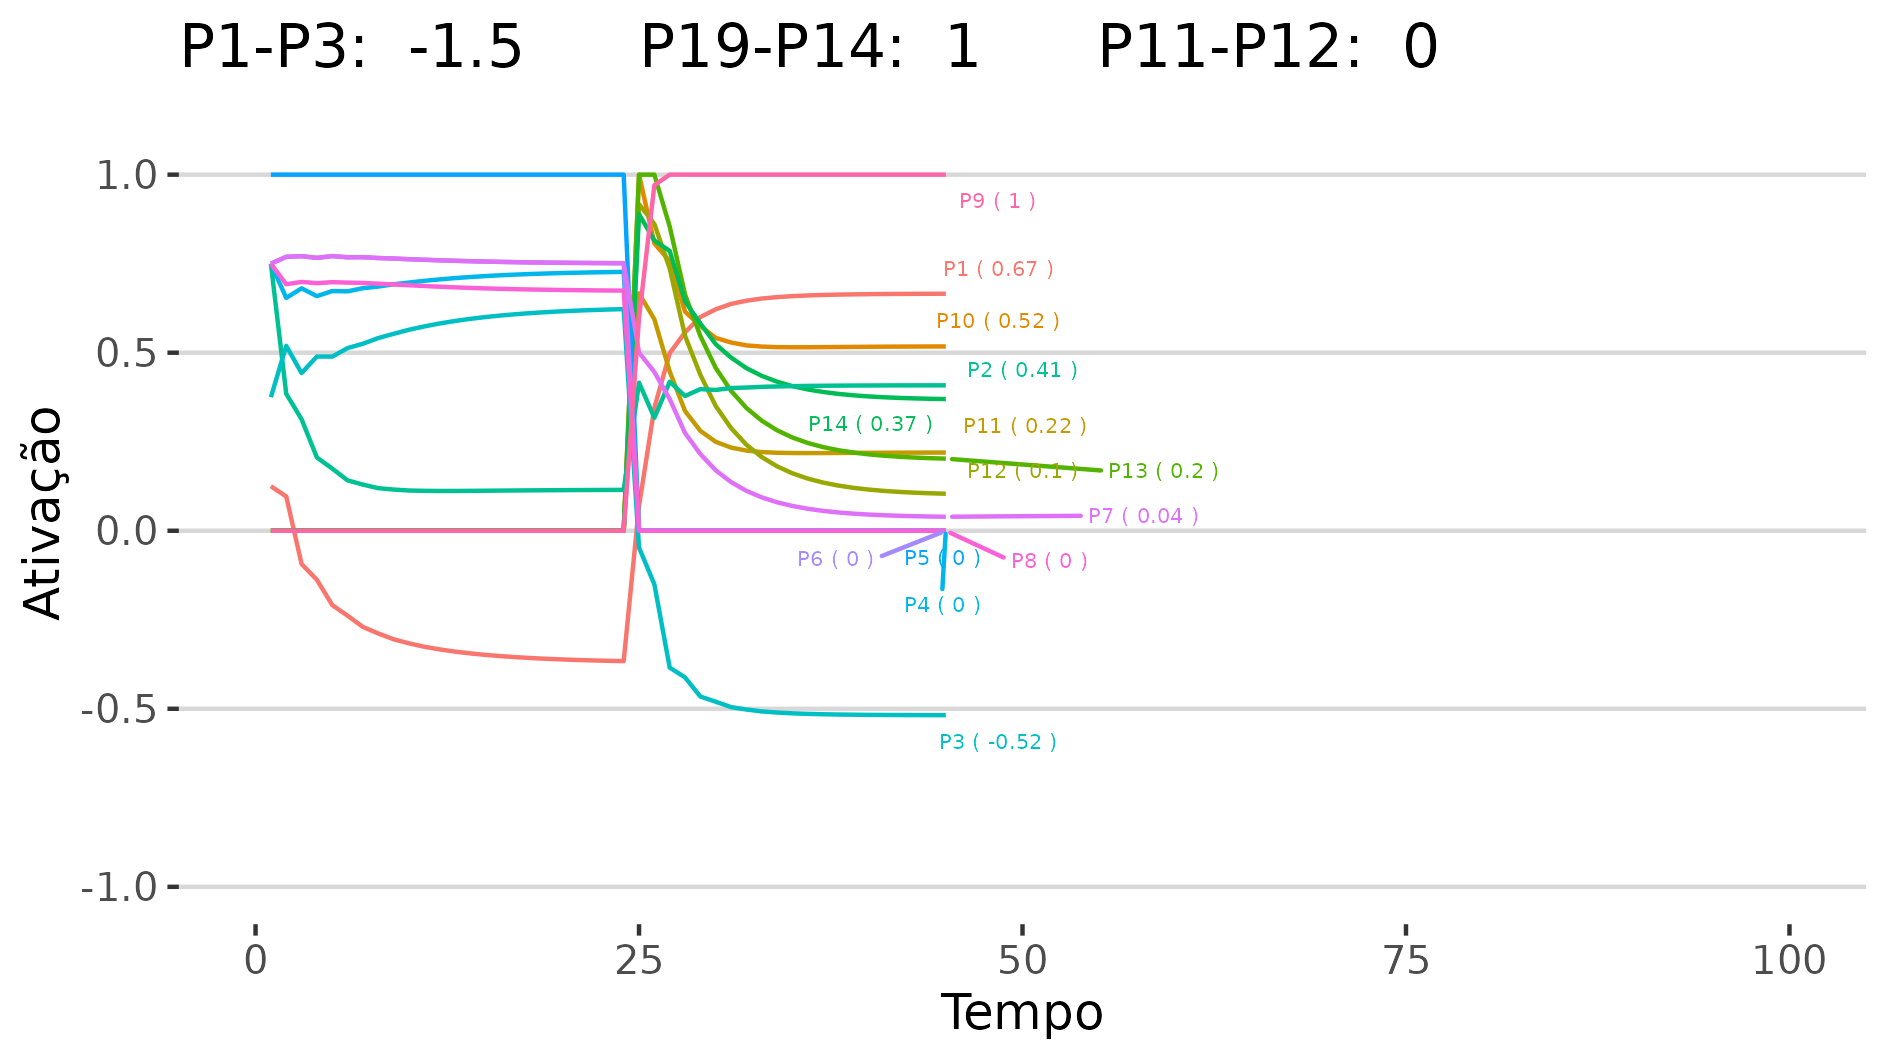 P1-P3: -1.5 P19-P14: 1 P11-P12: 0
1.0
P9 ( 1 )
P1 ( 0.67 )
P10 ( 0.52 )
0.5
P2 ( 0.41 )
P14 ( 0.37 ) P11 ( 0.22 )
P12 ( 0.1 ) P13 ( 0.2 )
P7 ( 0.04 )
0.0
P6 ( 0 ) P5 ( 0 ) P8 ( 0 )
P4 ( 0 )
-0.5
P3 ( -0.52 )
-1.0
Ativação
0 25 50 75 100
Tempo